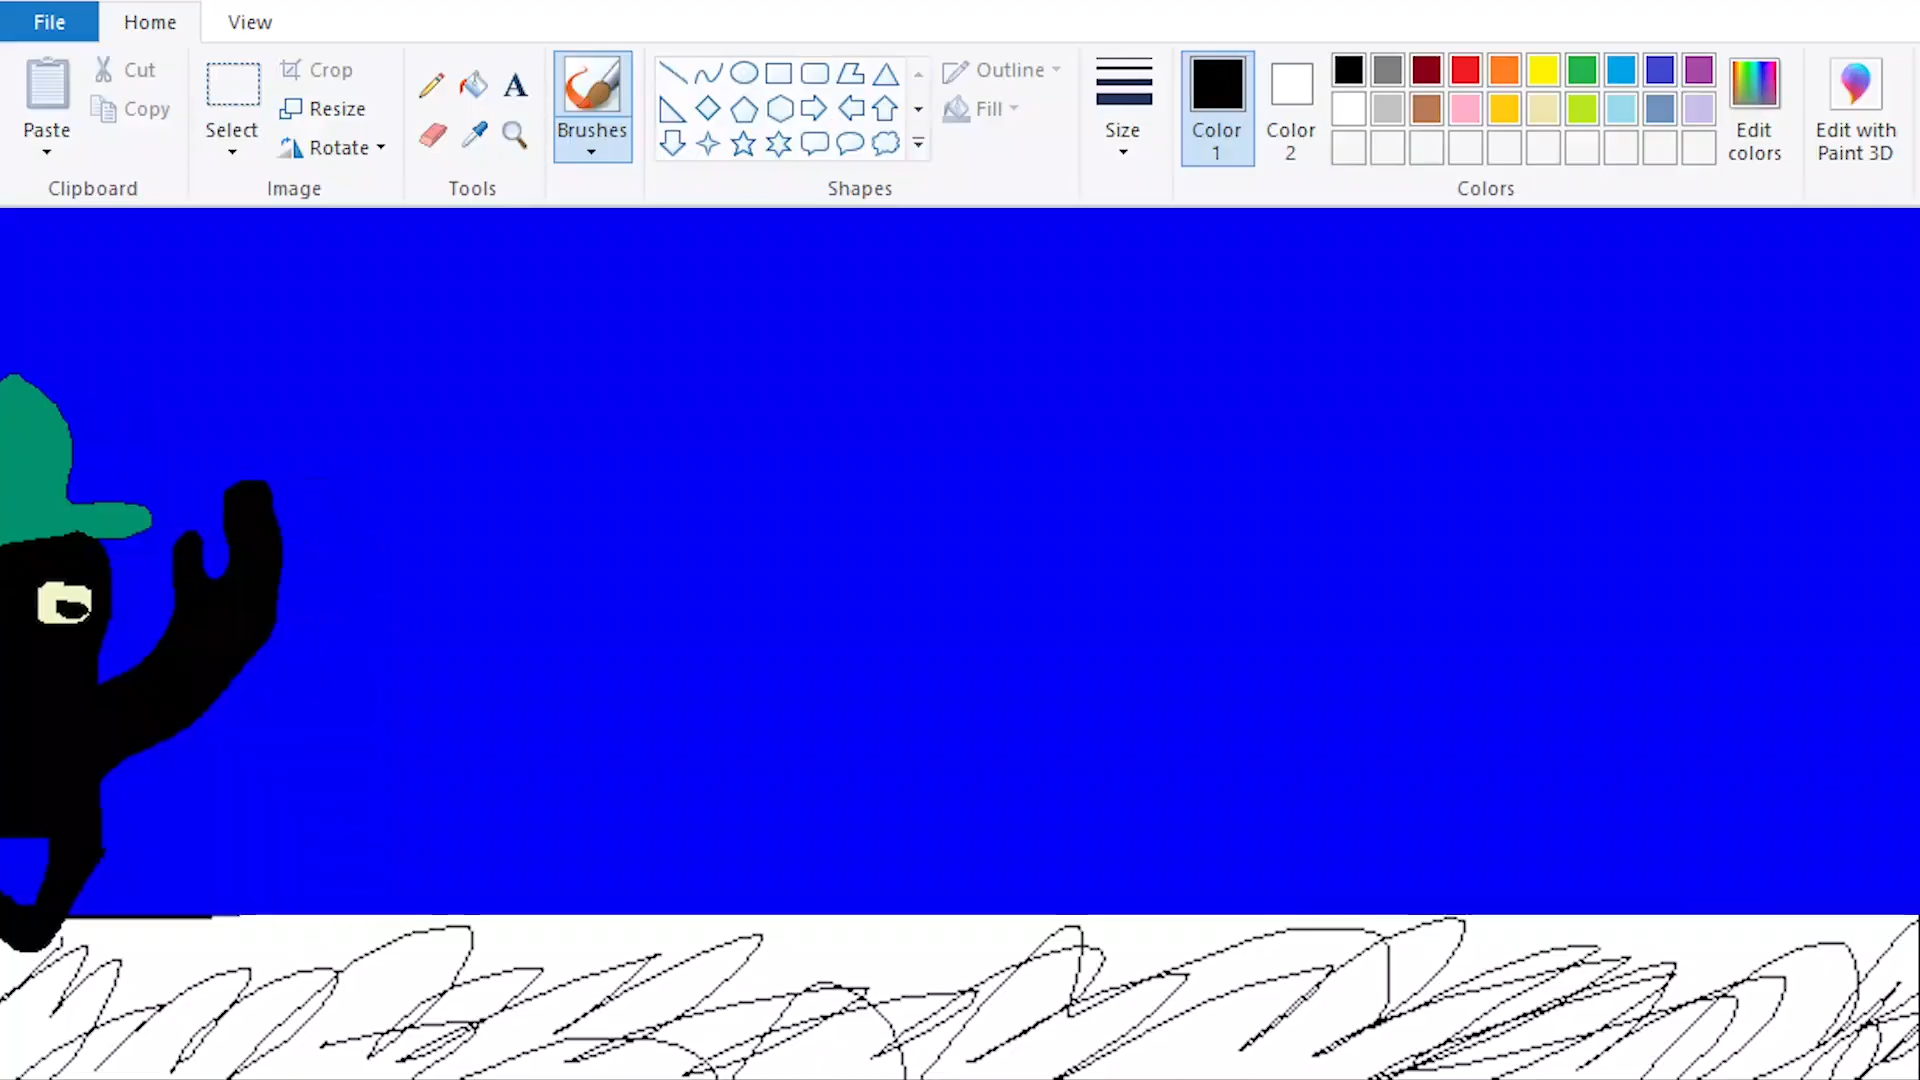 File Home View
Paste Cut Copy Clipboard
Select Crop Resize Rotate Image
A Tools
Brushes
Outline Fill Shapes
Size
Color 1 Color 2 Edit colors Colors
Edit with Paint 3D